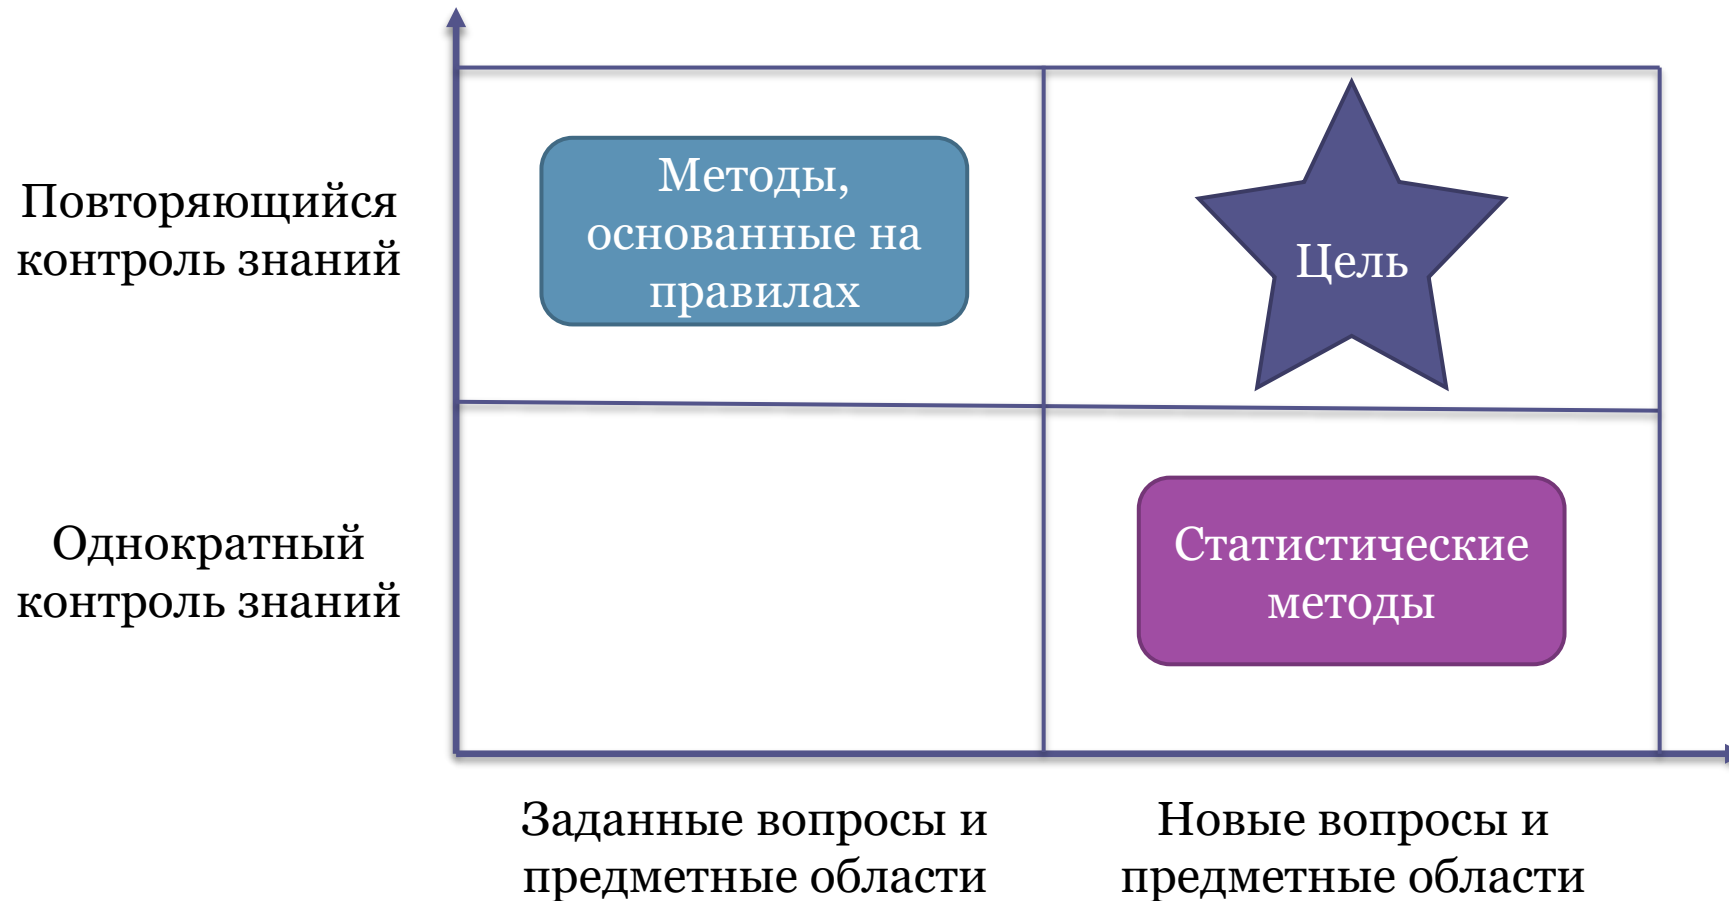 Повторяющийся
контроль знаний
Методы,
основанные на
правилах
Цель
Однократный
контроль знаний
Статистические
методы
Заданные вопросы и
предметные области
Новые вопросы и
предметные области